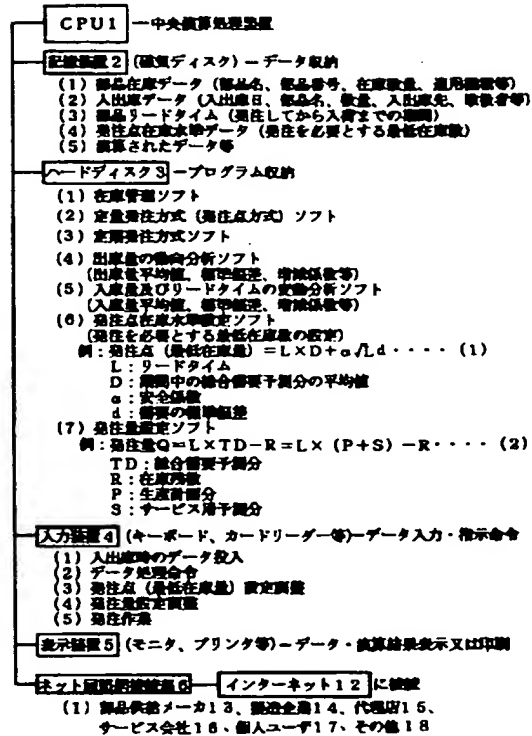 CPU1 ―中央演算処理装置
記憶装置2 (磁気ディスク) ―データ収納
(1) 部品在庫データ (部品名、部品番号、在庫数量、適用機種等)
(2) 入出庫データ (入出庫日、部品名、数量、入出庫先、取扱者等)
(3) 部品リードタイム (発注してから入荷までの期間)
(4) 発注点在庫水準データ (発注を必要とする最低在庫数)
(5) 演算されたデータ等
ハードディスク3 ―プログラム収納
(1) 在庫管理ソフト
(2) 定量発注方式 (発注点方式) ソフト
(3) 定期発注方式ソフト
(4) 出庫量の動向分析ソフト
(出庫量平均値、標準偏差、増減係数等)
(5) 入庫量及びリードタイムの変動分析ソフト
(入庫量平均値、標準偏差、増減係数等)
(6) 発注点在庫水準設定ソフト
(発注を必要とする最低在庫数の設定)
例:発注点 (最低在庫量) =L×D+α√Ld・・・・ (1)
L:リードタイム
D:期間中の総合需要予測分の平均値
α:安全係数
d:需要の標準偏差
(7) 発注量設定ソフト
例:発注量Q=L×TD-R=L× (P+S) -R・・・・ (2)
TD:総合需要予測分
R:在庫残数
P:生産計画分
S:サービス用予測分
入力装置4 (キーボード、カードリーダー等)―データ入力・指示命令
(1) 入出庫時のデータ投入
(2) データ処理命令
(3) 発注点 (最低在庫量) 設定調整
(4) 発注量設定調整
(5) 発注作業
表示装置5 (モニタ、プリンタ等) ―データ・演算結果表示又は印刷
ネット回路接続機器6 インターネット12 に接続
(1) 部品供給メーカ13、製造企業14、代理店15、
サービス会社16、個人ユーザ17、その他18